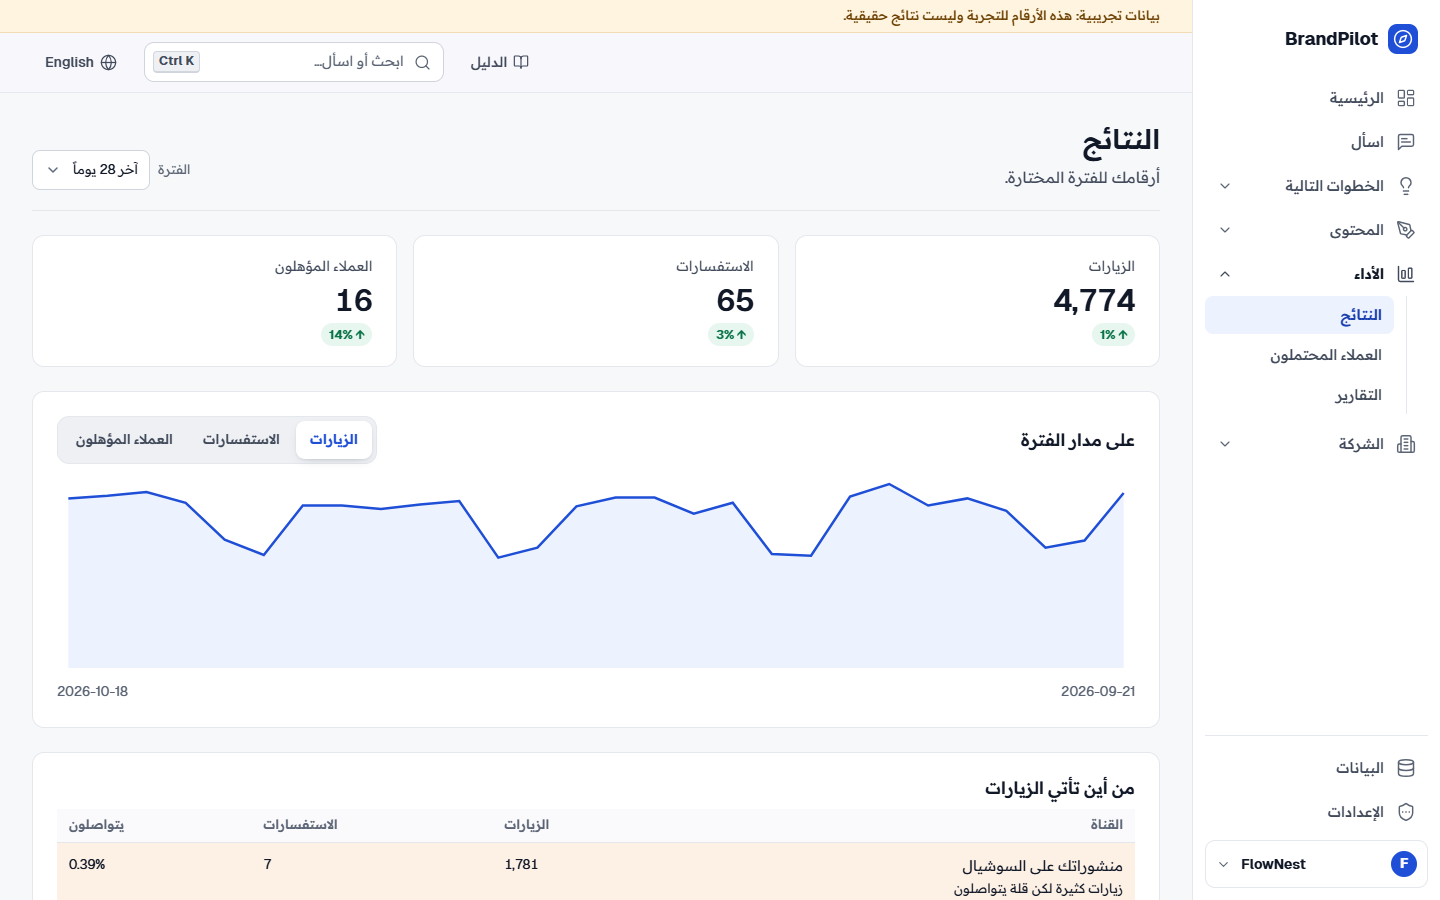 بيانات تجريبية: هذه الأرقام للتجربة وليست نتائج حقيقية.
BrandPilot
الرئيسية
اسأل
الخطوات التالية
المحتوى
الأداء
النتائج
العملاء المحتملون
التقارير
الشركة
البيانات
الإعدادات
F FlowNest
الدليل
ابحث أو اسأل...
Ctrl K
English
النتائج
أرقامك للفترة المختارة.
الفترة
آخر 28 يوماً
الزيارات
4,774
↑ 1%
الاستفسارات
65
↑ 3%
العملاء المؤهلون
16
↑ 14%
على مدار الفترة
الزيارات الاستفسارات العملاء المؤهلون
2026-09-21 2026-10-18
من أين تأتي الزيارات
القناة الزيارات الاستفسارات يتواصلون
منشوراتك على السوشيال 1,781 7 0.39%
زيارات كثيرة لكن قلة يتواصلون